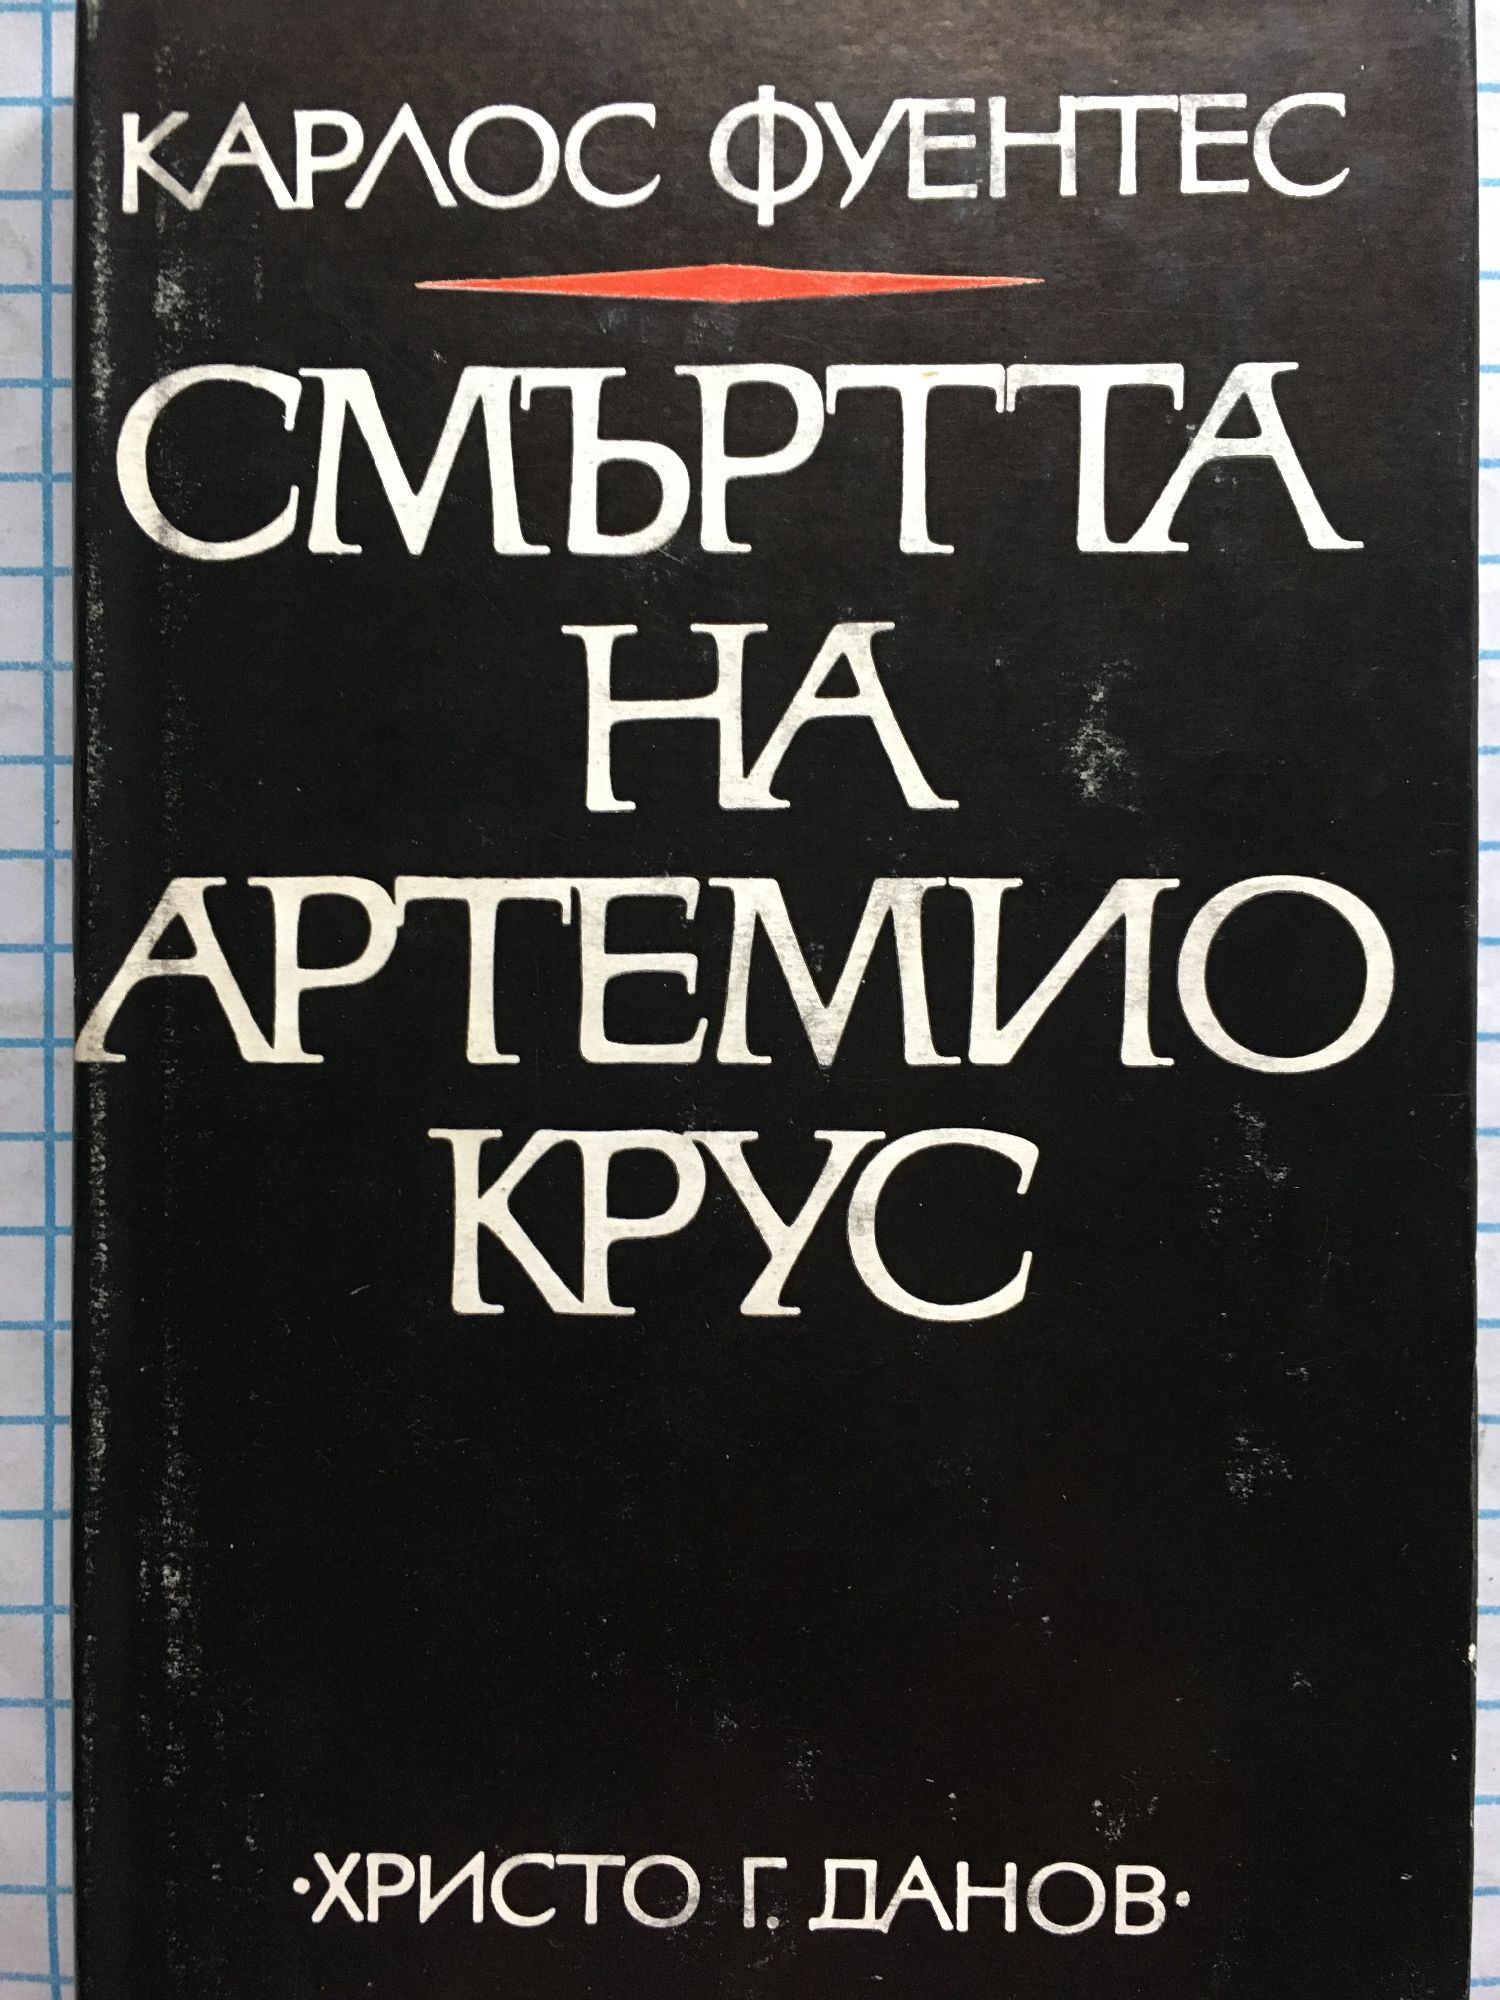 КАРЛОС ФУЕНТЕС
СМЪРТТА
НА
АРТЕМИО
КРУС
·ХРИСТО Г. ДАНОВ·